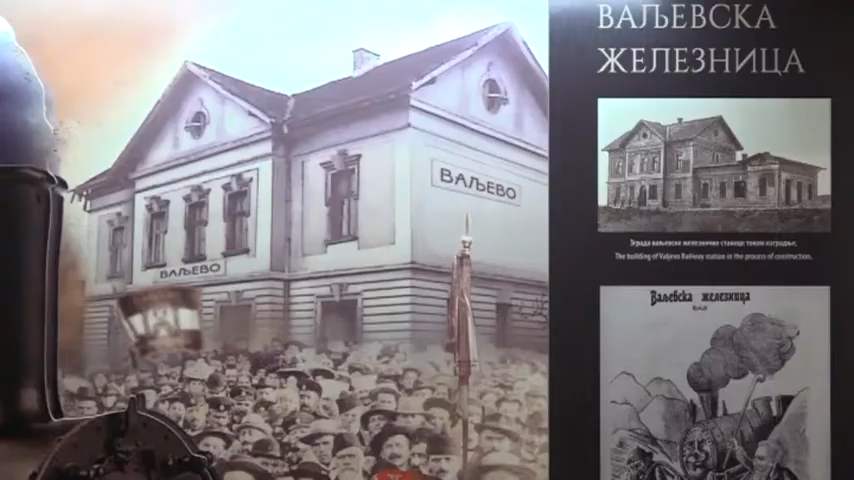 ВАЉЕВСКА
ЖЕЛЕЗНИЦА
ВАЉЕВО
ВАЉЕВО
Зграда ваљевске железничке станице током изградње.
The building of Valjevo Railway station in the process of construction.
Ваљевска железница